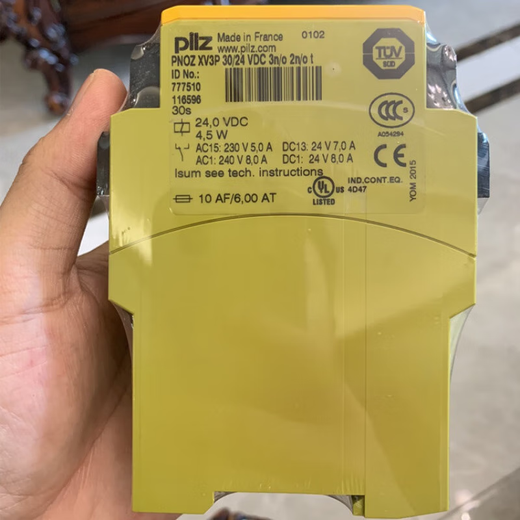 pilz Made in France 0102
www.pilz.com
PNOZ XV3P 30/24 VDC 3n/o 2n/o t
ID No.:
777510
116596
30s
24,0 VDC
4,5 W
AC15: 230 V 5,0 A DC13: 24 V 7,0 A
AC1: 240 V 8,0 A DC1: 24 V 8,0 A
Isum see tech. instructions
10 AF/6,00 AT
C UL US
LISTED
IND.CONT.EQ.
4D47
TÜV
SÜD
CCC
A054294
CE
YOM 2015